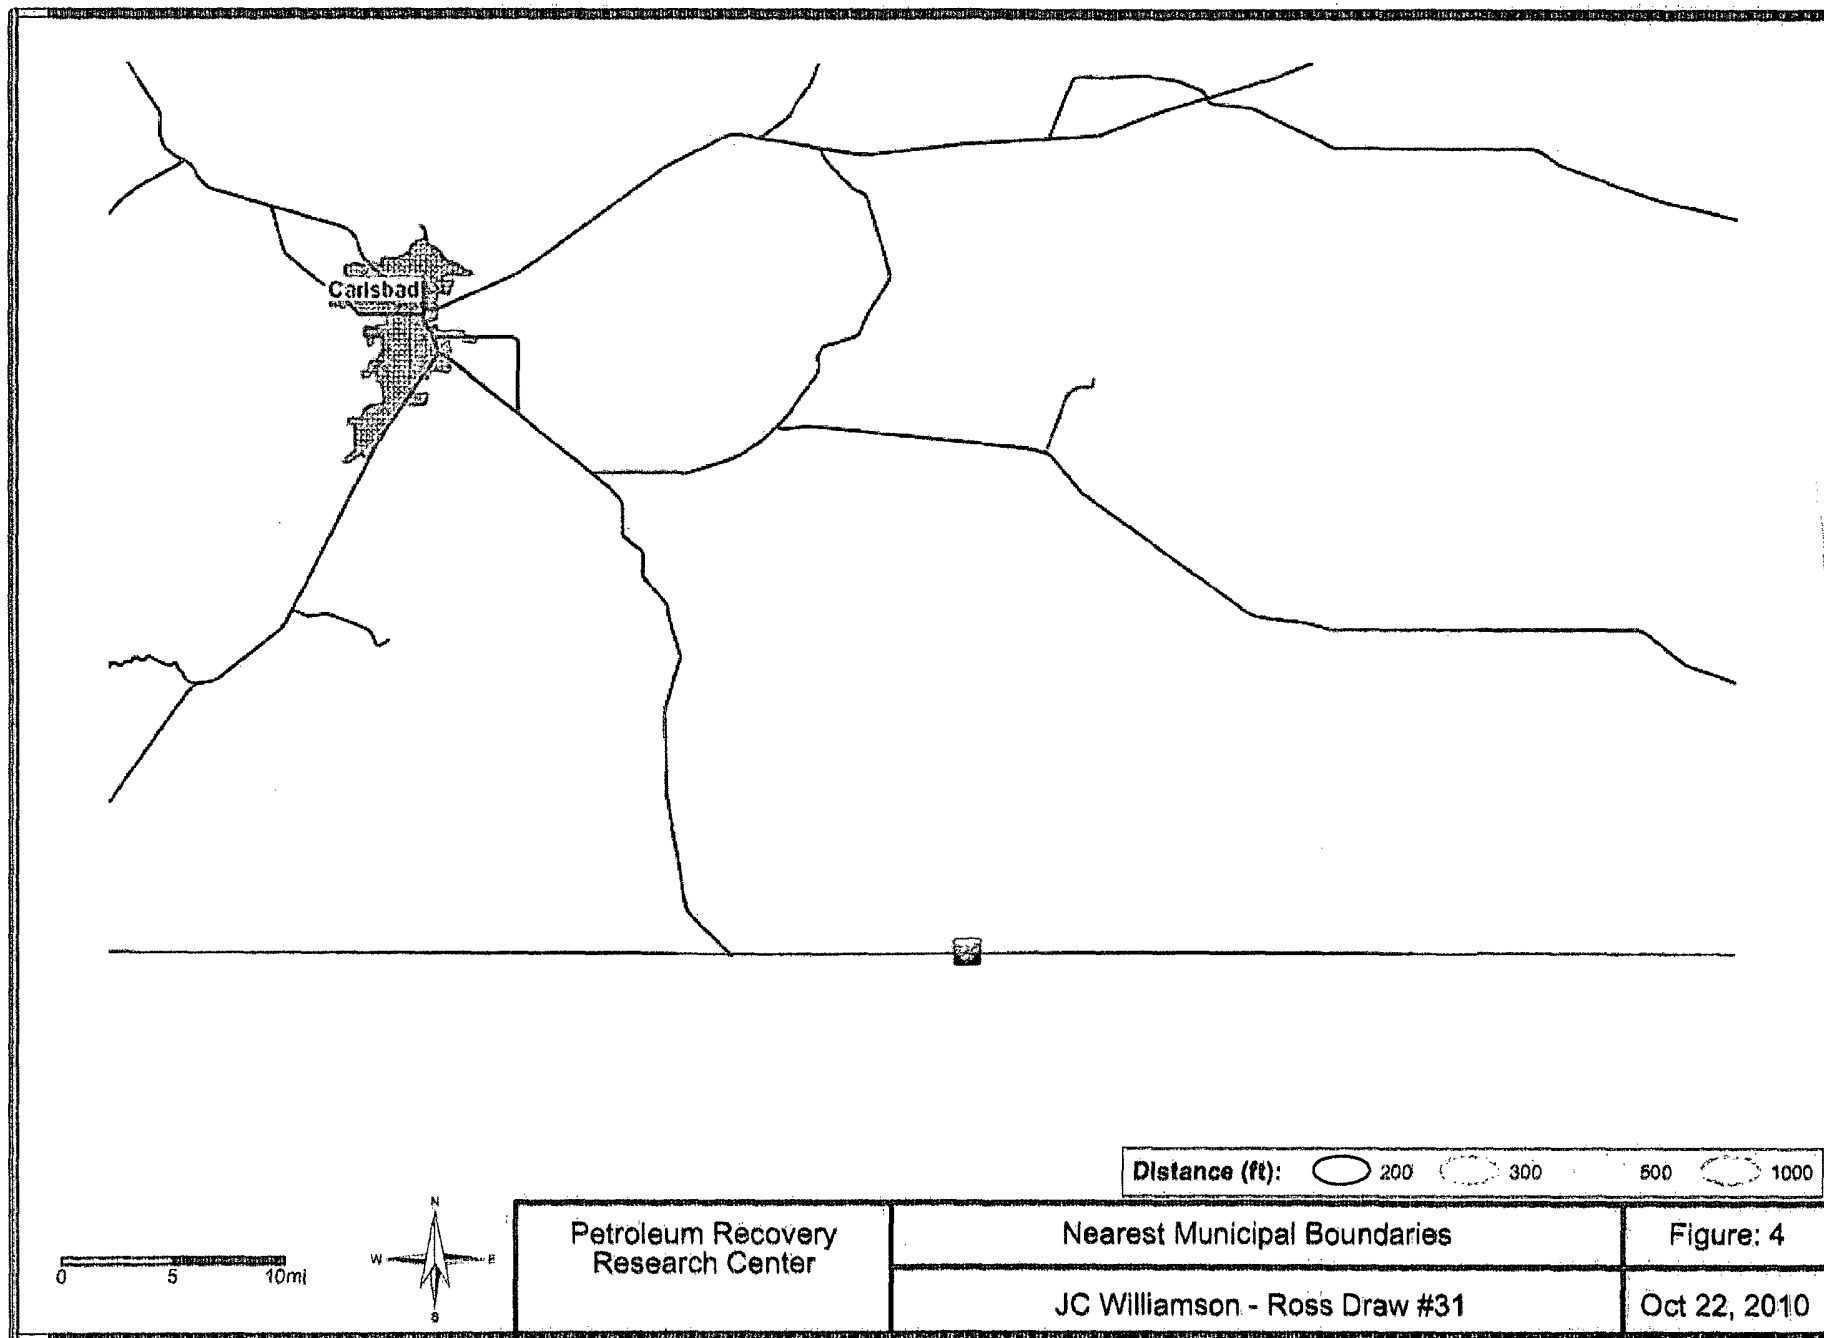 Carlsbad
Distance (ft): 200 300 500 1000
N
W E
S
0 5 10mi
Petroleum Recovery
Research Center
Nearest Municipal Boundaries
Figure: 4
JC Williamson - Ross Draw #31
Oct 22, 2010